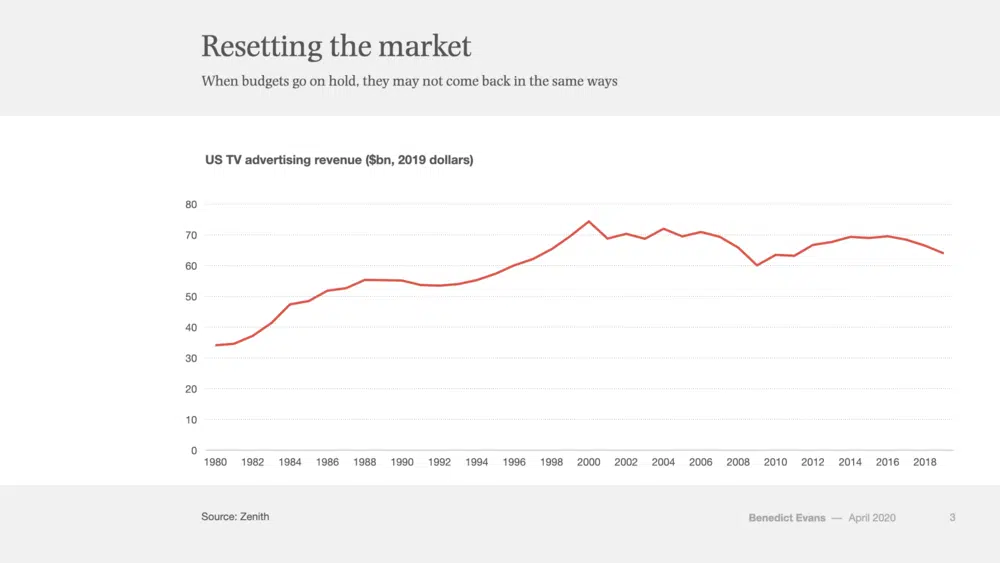 Resetting the market
When budgets go on hold, they may not come back in the same ways
US TV advertising revenue ($bn, 2019 dollars)
80
70
60
50
40
30
20
10
0
1980 1982 1984 1986 1988 1990 1992 1994 1996 1998 2000 2002 2004 2006 2008 2010 2012 2014 2016 2018
Source: Zenith
Benedict Evans — April 2020 3